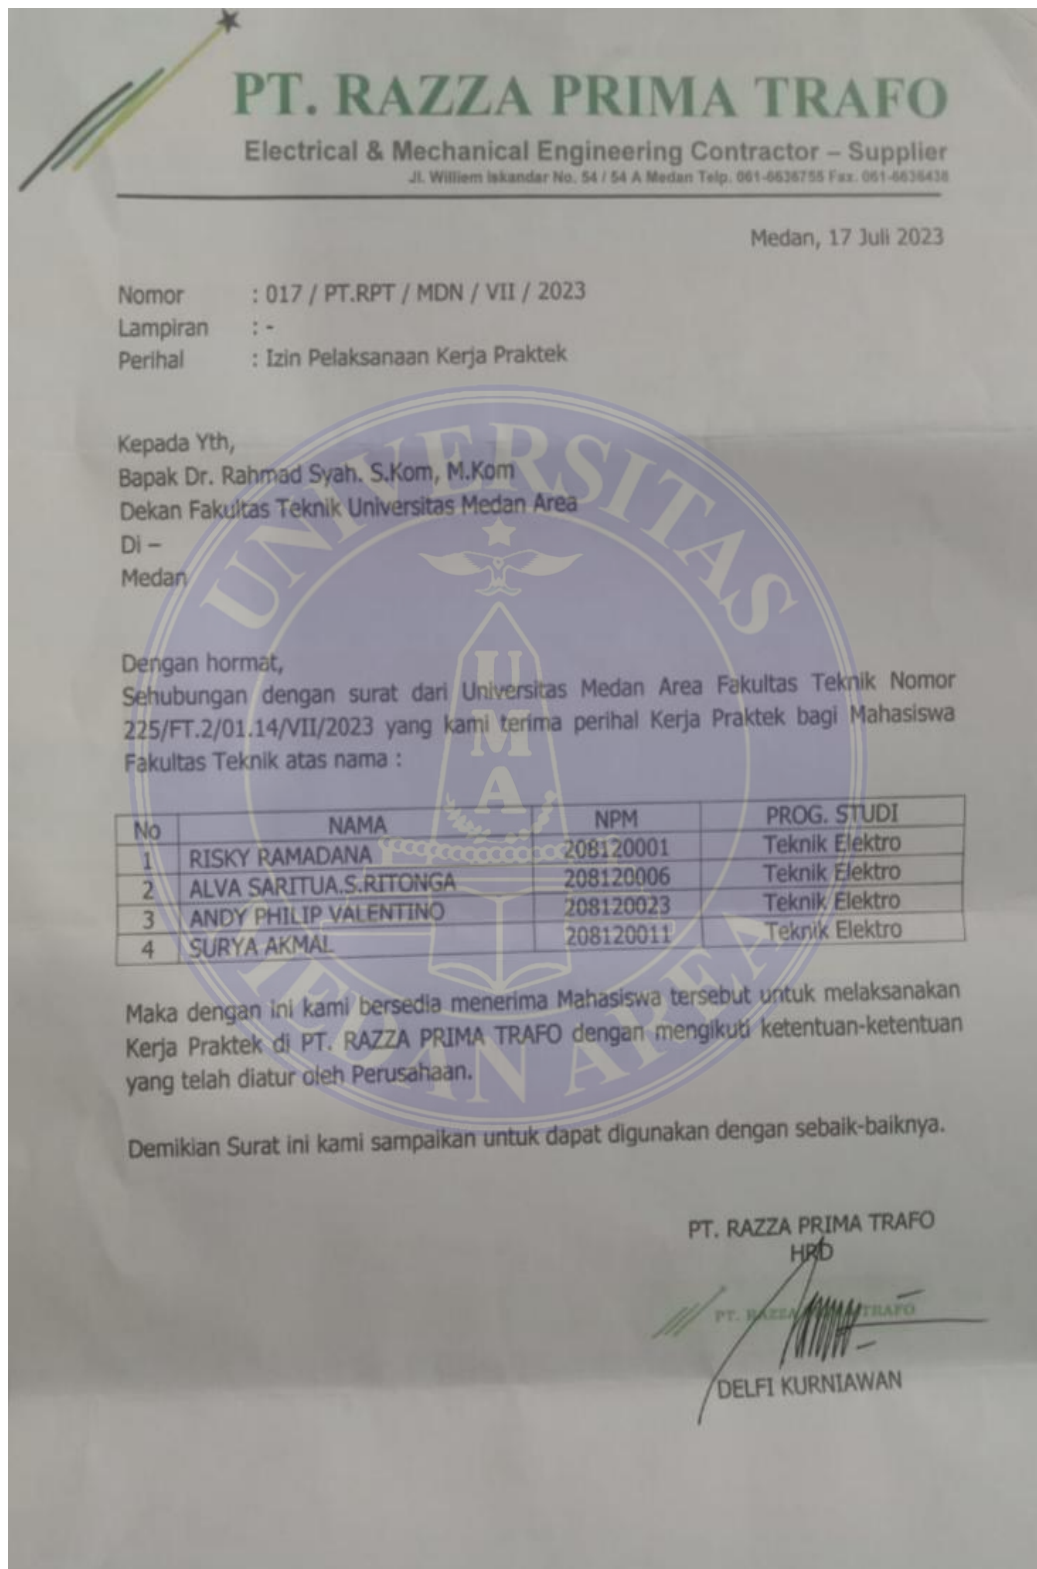 PT. RAZZA PRIMA TRAFO
Electrical & Mechanical Engineering Contractor – Supplier
Jl. Williem Iskandar No. 54 / 54 A Medan Telp. 061-6636755 Fax. 061-6636438
Medan, 17 Juli 2023
Nomor : 017 / PT.RPT / MDN / VII / 2023
Lampiran : -
Perihal : Izin Pelaksanaan Kerja Praktek
Kepada Yth,
Bapak Dr. Rahmad Syah. S.Kom, M.Kom
Dekan Fakultas Teknik Universitas Medan Area
Di –
Medan
Dengan hormat,
Sehubungan dengan surat dari Universitas Medan Area Fakultas Teknik Nomor
225/FT.2/01.14/VII/2023 yang kami terima perihal Kerja Praktek bagi Mahasiswa
Fakultas Teknik atas nama :
No NAMA NPM PROG. STUDI
1 RISKY RAMADANA 208120001 Teknik Elektro
2 ALVA SARITUA.S.RITONGA 208120006 Teknik Elektro
3 ANDY PHILIP VALENTINO 208120023 Teknik Elektro
4 SURYA AKMAL 208120011 Teknik Elektro
Maka dengan ini kami bersedia menerima Mahasiswa tersebut untuk melaksanakan
Kerja Praktek di PT. RAZZA PRIMA TRAFO dengan mengikuti ketentuan-ketentuan
yang telah diatur oleh Perusahaan.
Demikian Surat ini kami sampaikan untuk dapat digunakan dengan sebaik-baiknya.
PT. RAZZA PRIMA TRAFO
HRD
PT. RAZZA TRAFO
DELFI KURNIAWAN
UNIVERSITAS
MEDAN AREA
U
M
A